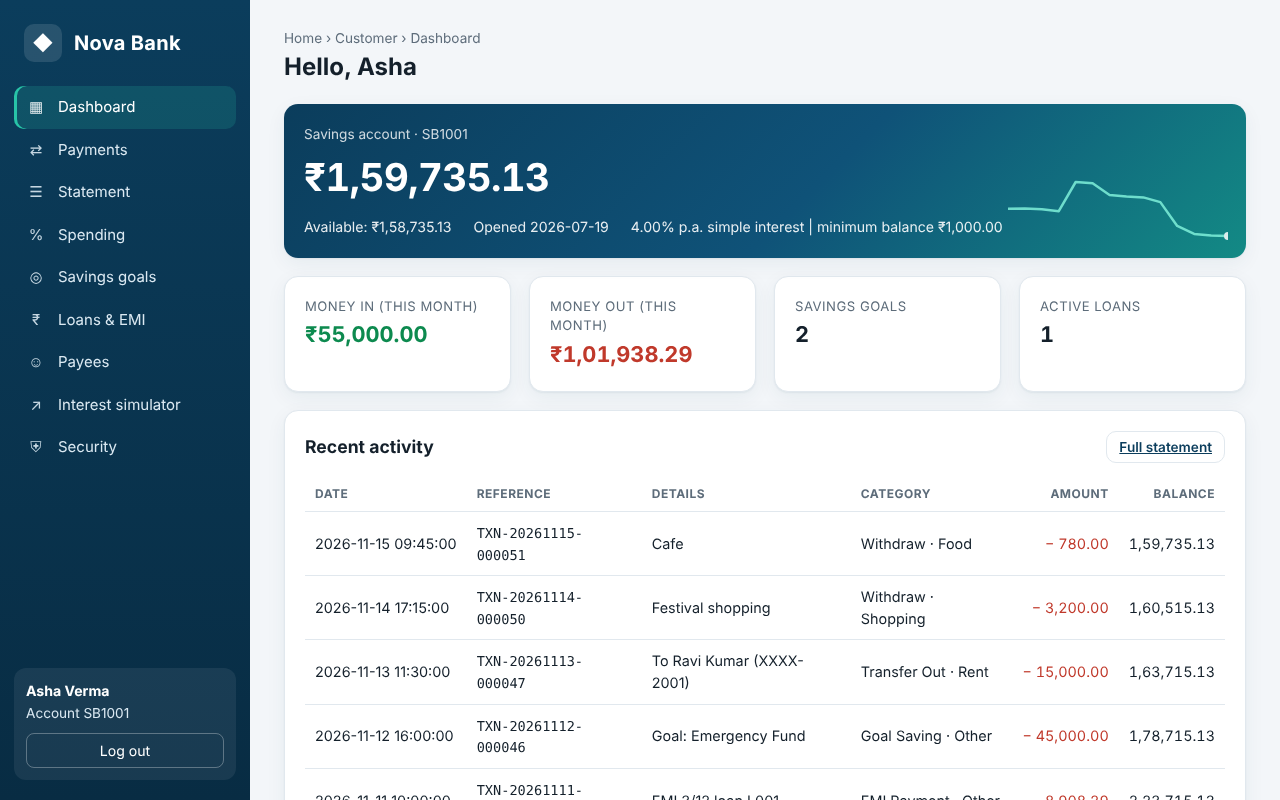 Nova Bank
Dashboard
Payments
Statement
Spending
Savings goals
Loans & EMI
Payees
Interest simulator
Security
Asha Verma
Account SB1001
Log out
Home › Customer › Dashboard
Hello, Asha
Savings account · SB1001
₹1,59,735.13
Available: ₹1,58,735.13 Opened 2026-07-19 4.00% p.a. simple interest | minimum balance ₹1,000.00
MONEY IN (THIS MONTH)
₹55,000.00
MONEY OUT (THIS
MONTH)
₹1,01,938.29
SAVINGS GOALS
2
ACTIVE LOANS
1
Recent activity
Full statement
DATE REFERENCE DETAILS CATEGORY AMOUNT BALANCE
2026-11-15 09:45:00 TXN-20261115-
000051 Cafe Withdraw · Food − 780.00 1,59,735.13
2026-11-14 17:15:00 TXN-20261114-
000050 Festival shopping Withdraw ·
Shopping − 3,200.00 1,60,515.13
2026-11-13 11:30:00 TXN-20261113-
000047 To Ravi Kumar (XXXX-
2001) Transfer Out · Rent − 15,000.00 1,63,715.13
2026-11-12 16:00:00 TXN-20261112-
000046 Goal: Emergency Fund Goal Saving · Other − 45,000.00 1,78,715.13
TXN-20261111-